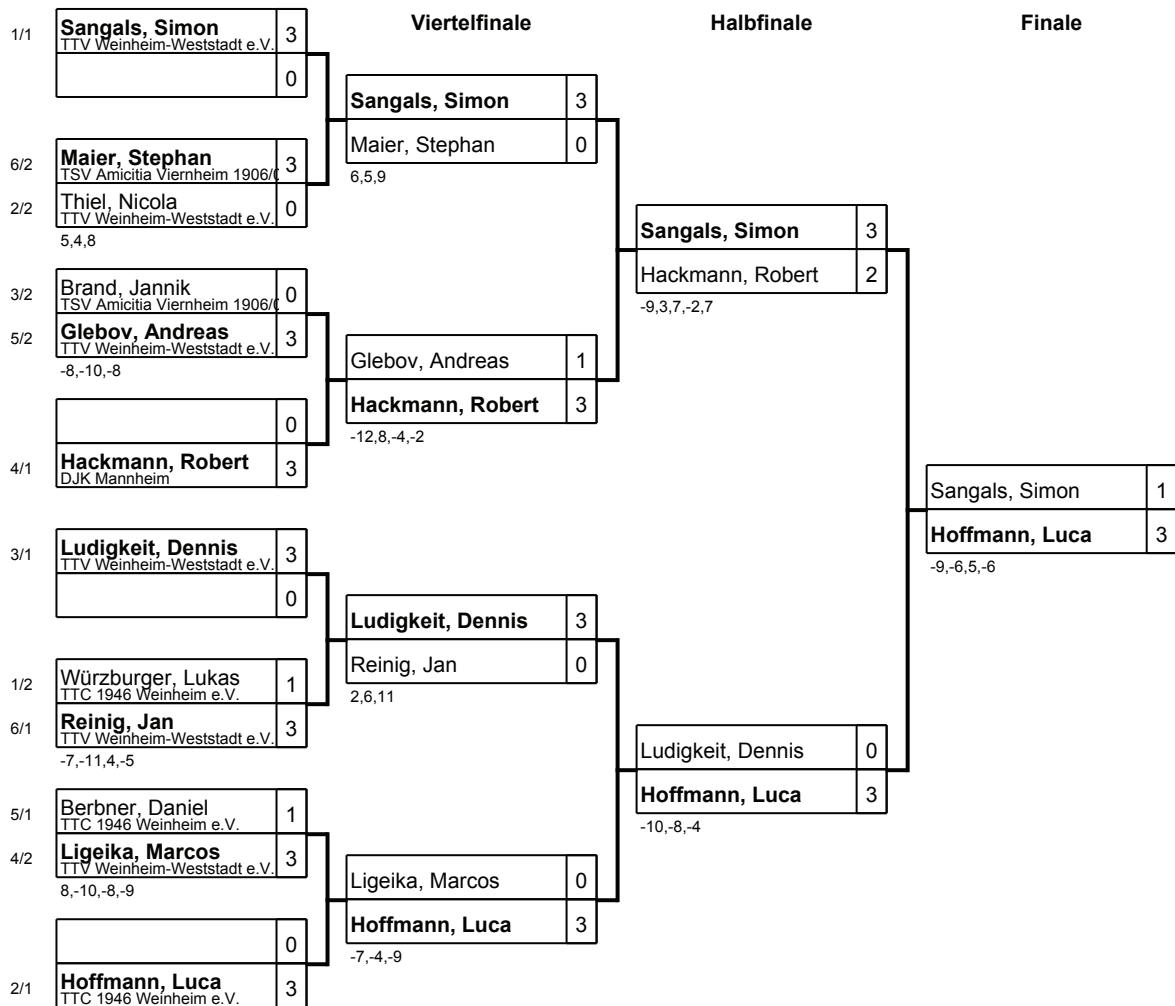 Viertelfinale
Halbfinale
Finale
1/1 Sangals, Simon 3
TTV Weinheim-Weststadt e.V.
0
6/2 Maier, Stephan 3
TSV Amicitia Viernheim 1906/0
2/2 Thiel, Nicola 0
TTV Weinheim-Weststadt e.V.
5,4,8
3/2 Brand, Jannik 0
TSV Amicitia Viernheim 1906/0
5/2 Glebov, Andreas 3
TTV Weinheim-Weststadt e.V.
-8,-10,-8
0
4/1 Hackmann, Robert 3
DJK Mannheim
3/1 Ludigkeit, Dennis 3
TTV Weinheim-Weststadt e.V.
0
1/2 Würzburger, Lukas 1
TTC 1946 Weinheim e.V.
6/1 Reinig, Jan 3
TTV Weinheim-Weststadt e.V.
-7,-11,4,-5
5/1 Berbner, Daniel 1
TTC 1946 Weinheim e.V.
4/2 Ligeika, Marcos 3
TTV Weinheim-Weststadt e.V.
8,-10,-8,-9
0
2/1 Hoffmann, Luca 3
TTC 1946 Weinheim e.V.
Sangals, Simon 3
Maier, Stephan 0
6,5,9
Glebov, Andreas 1
Hackmann, Robert 3
-12,8,-4,-2
Ludigkeit, Dennis 3
Reinig, Jan 0
2,6,11
Ligeika, Marcos 0
Hoffmann, Luca 3
-7,-4,-9
Sangals, Simon 3
Hackmann, Robert 2
-9,3,7,-2,7
Ludigkeit, Dennis 0
Hoffmann, Luca 3
-10,-8,-4
Sangals, Simon 1
Hoffmann, Luca 3
-9,-6,5,-6